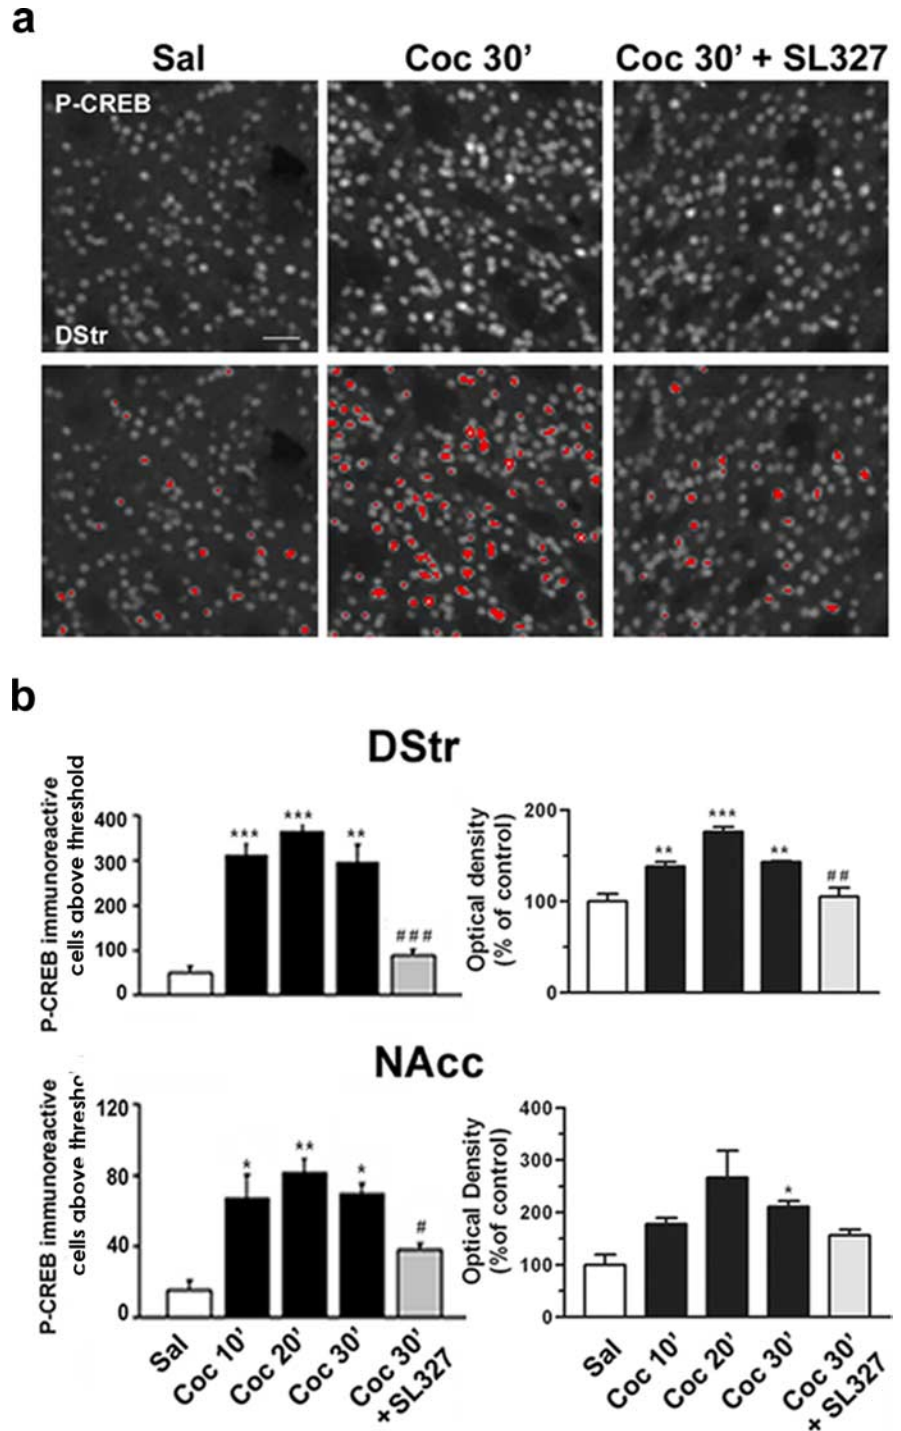 a
Sal Coc 30’ Coc 30’ + SL327
P-CREB
DStr
b
DStr
P-CREB immunoreactive
cells above threshold
400
300
200
100
0
***
***
**
###
Optical density
(% of control)
200
100
0
**
***
**
##
NAcc
P-CREB immunoreactive
cells above thresho
120
80
40
0
*
**
*
#
Sal
Coc 10’
Coc 20’
Coc 30’
Coc 30’
+SL327
Optical Density
(%of control)
400
300
200
100
0
*
Sal
Coc 10’
Coc 20’
Coc 30’
Coc 30’
+ SL327